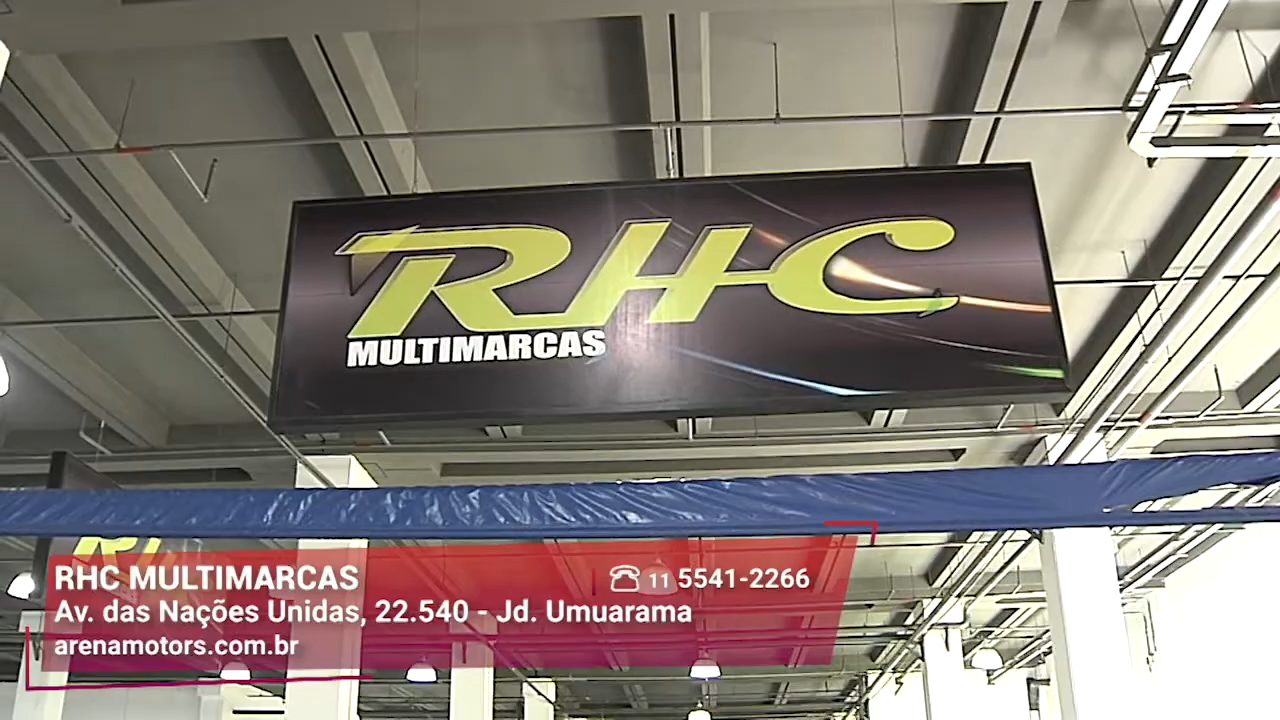 RHC
MULTIMARCAS
RHC MULTIMARCAS
11 5541-2266
Av. das Nações Unidas, 22.540 - Jd. Umuarama
arenamotors.com.br